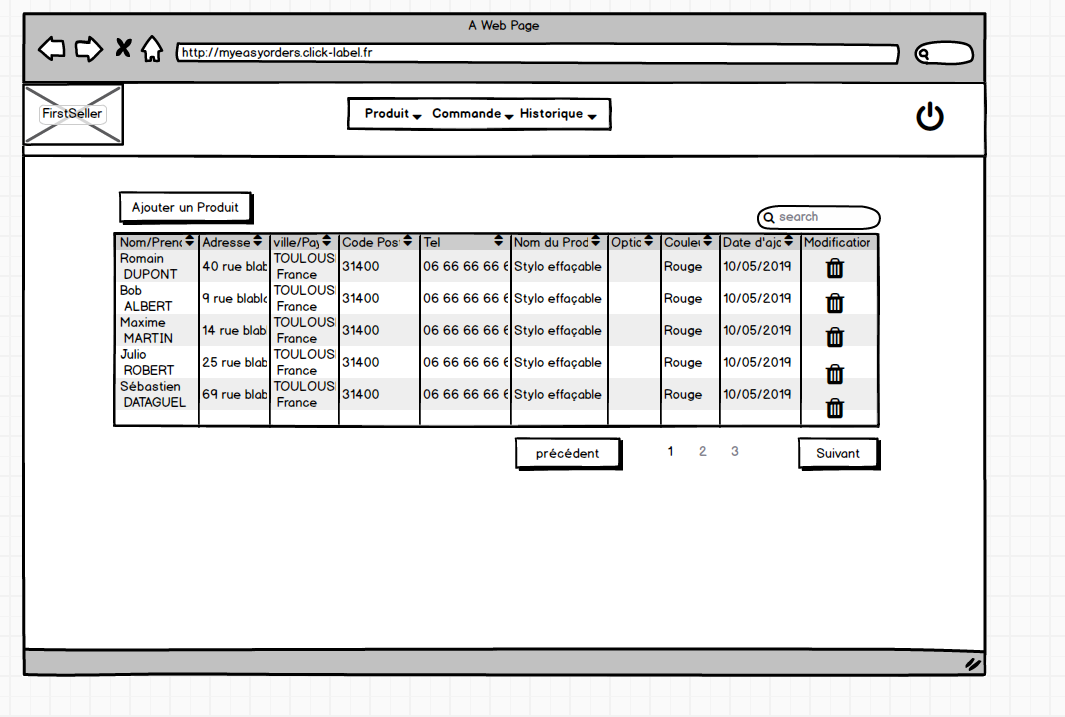 A Web Page
http://myeasyorders.click-label.fr
FirstSeller
Produit Commande Historique
Ajouter un Produit
search
Nom/Prenc Adresse ville/Pay Code Pos Tel Nom du Prod Optic Couleu Date d'ajc Modification
Romain DUPONT 40 rue blab TOULOUS France 31400 06 66 66 66 6 Stylo effaçable Rouge 10/05/2019
Bob ALBERT 9 rue blabla TOULOUS France 31400 06 66 66 66 6 Stylo effaçable Rouge 10/05/2019
Maxime MARTIN 14 rue blab TOULOUS France 31400 06 66 66 66 6 Stylo effaçable Rouge 10/05/2019
Julio ROBERT 25 rue blab TOULOUS France 31400 06 66 66 66 6 Stylo effaçable Rouge 10/05/2019
Sébastien DATAGUEL 69 rue blab TOULOUS France 31400 06 66 66 66 6 Stylo effaçable Rouge 10/05/2019
précédent 1 2 3 Suivant